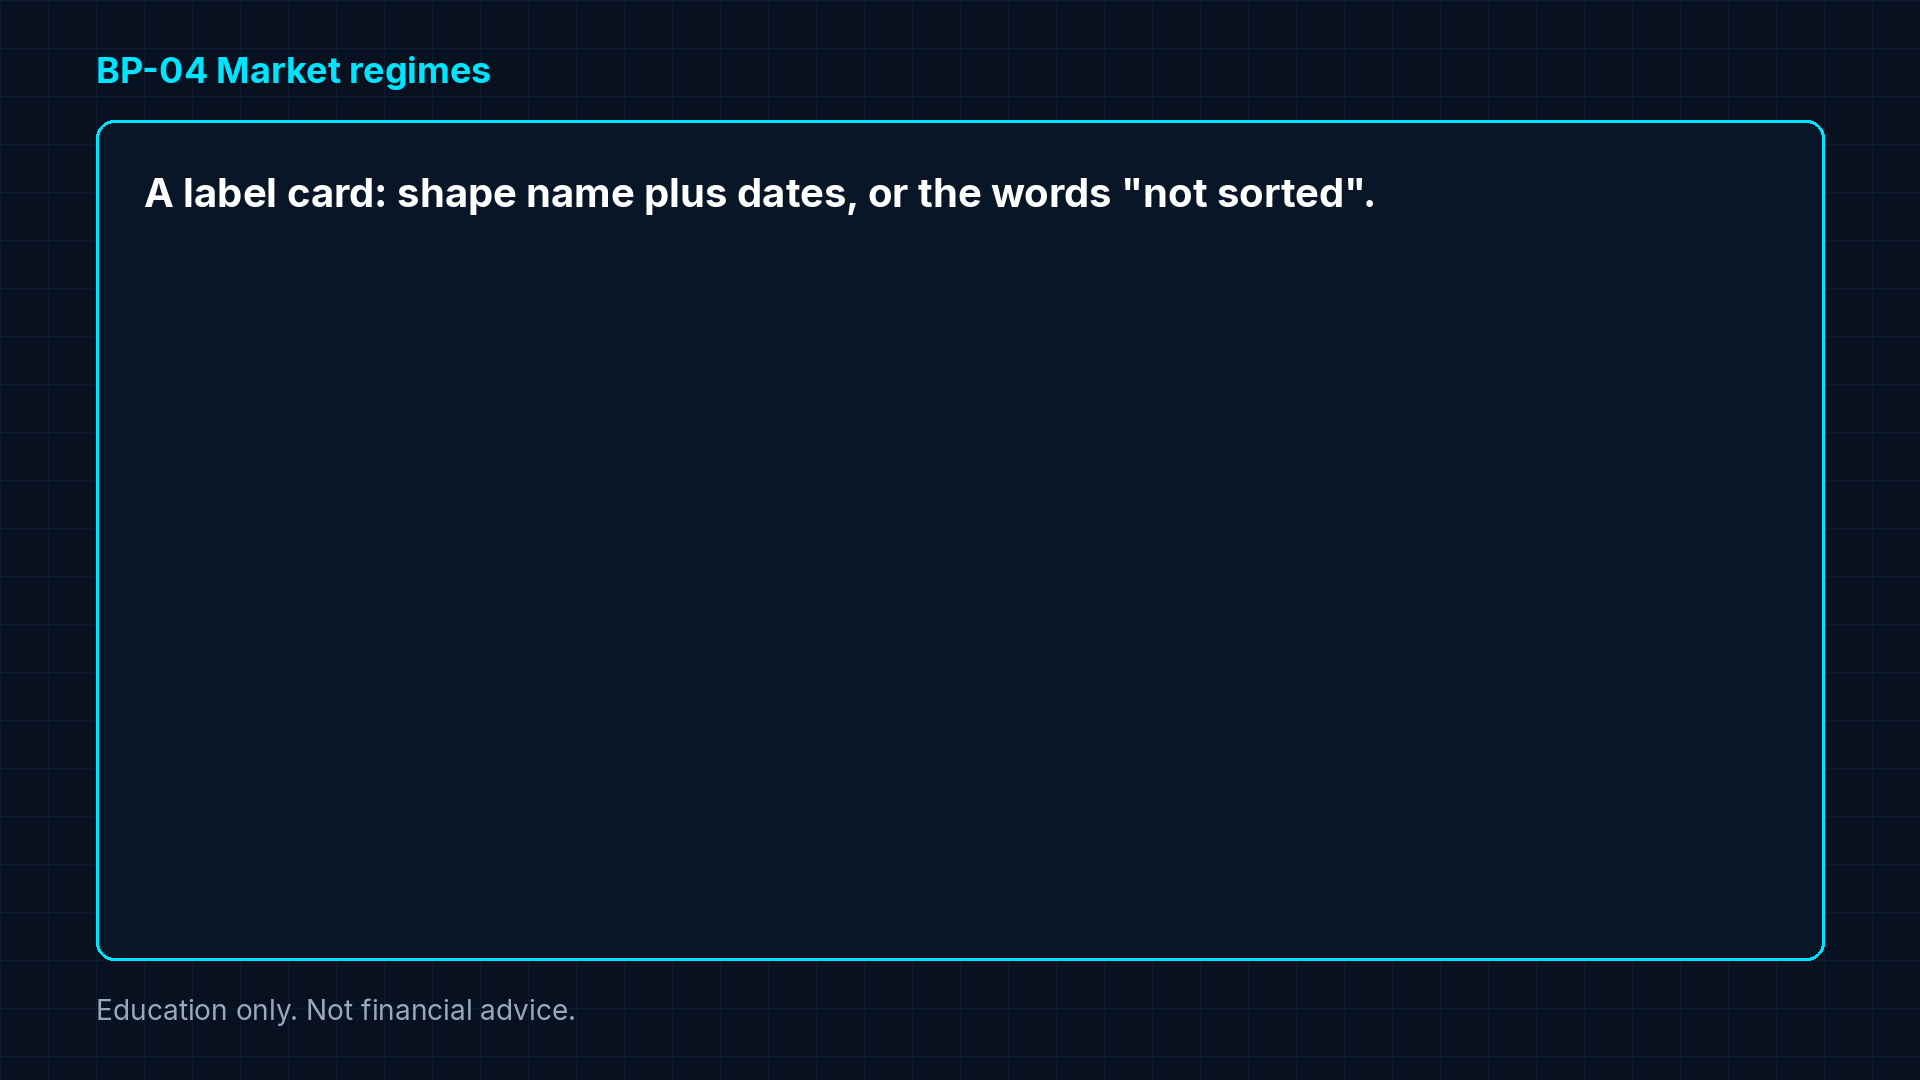 BP-04 Market regimes
A label card: shape name plus dates, or the words "not sorted".
Education only. Not financial advice.